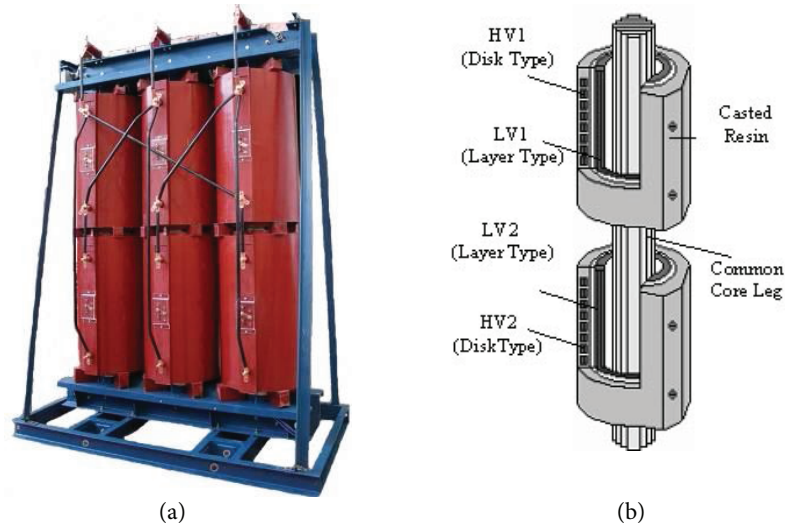 HV1
(Disk Type)
LV1
(Layer Type)
Casted
Resin
LV2
(Layer Type)
Common
Core Leg
HV2
(DiskType)
(a)
(b)